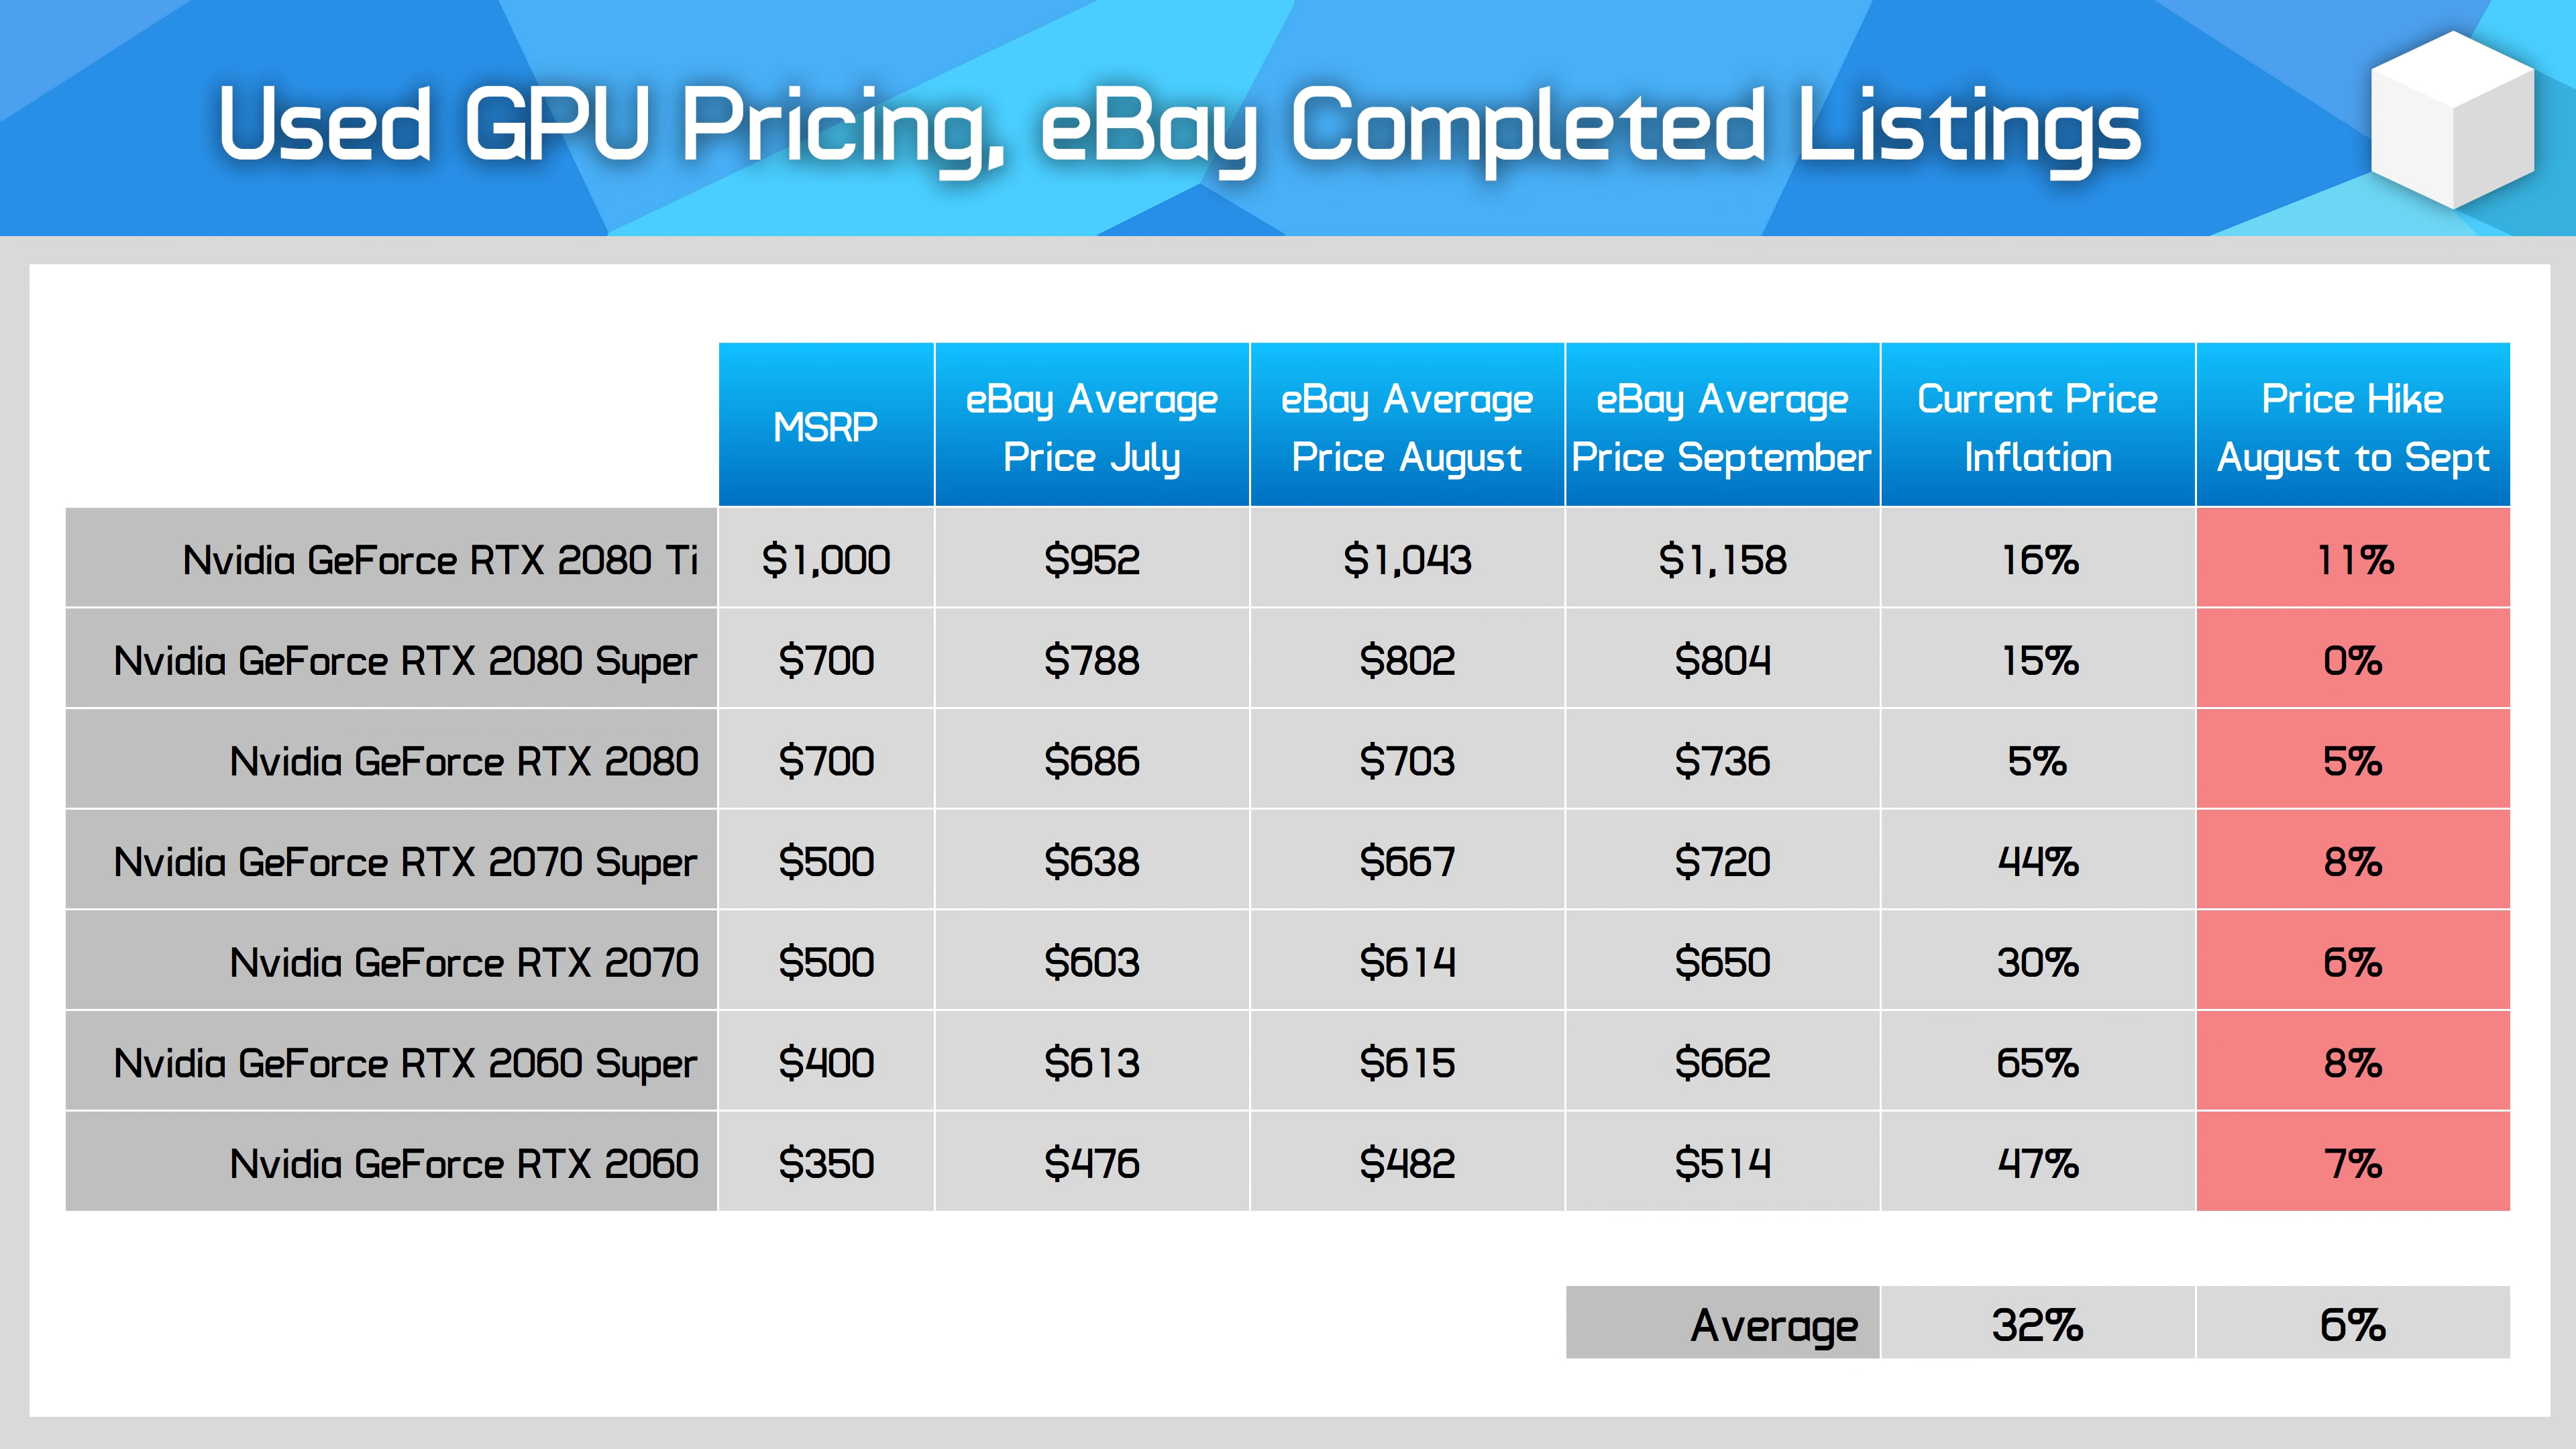 Used GPU Pricing, eBay Completed Listings
MSRP
eBay Average
Price July
eBay Average
Price August
eBay Average
Price September
Current Price
Inflation
Price Hike
August to Sept
Nvidia GeForce RTX 2080 Ti $1,000 $952 $1,043 $1,158 16% 11%
Nvidia GeForce RTX 2080 Super $700 $788 $802 $804 15% 0%
Nvidia GeForce RTX 2080 $700 $686 $703 $736 5% 5%
Nvidia GeForce RTX 2070 Super $500 $638 $667 $720 44% 8%
Nvidia GeForce RTX 2070 $500 $603 $614 $650 30% 6%
Nvidia GeForce RTX 2060 Super $400 $613 $615 $662 65% 8%
Nvidia GeForce RTX 2060 $350 $476 $482 $514 47% 7%
Average 32% 6%